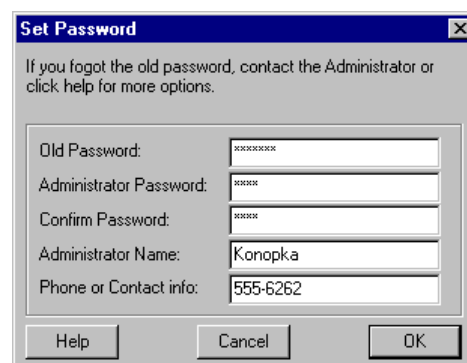 Set Password
If you fogot the old password, contact the Administrator or
click help for more options.
Old Password: *******
Administrator Password: ****
Confirm Password: ****
Administrator Name: Konopka
Phone or Contact info: 555-6262
Help Cancel OK